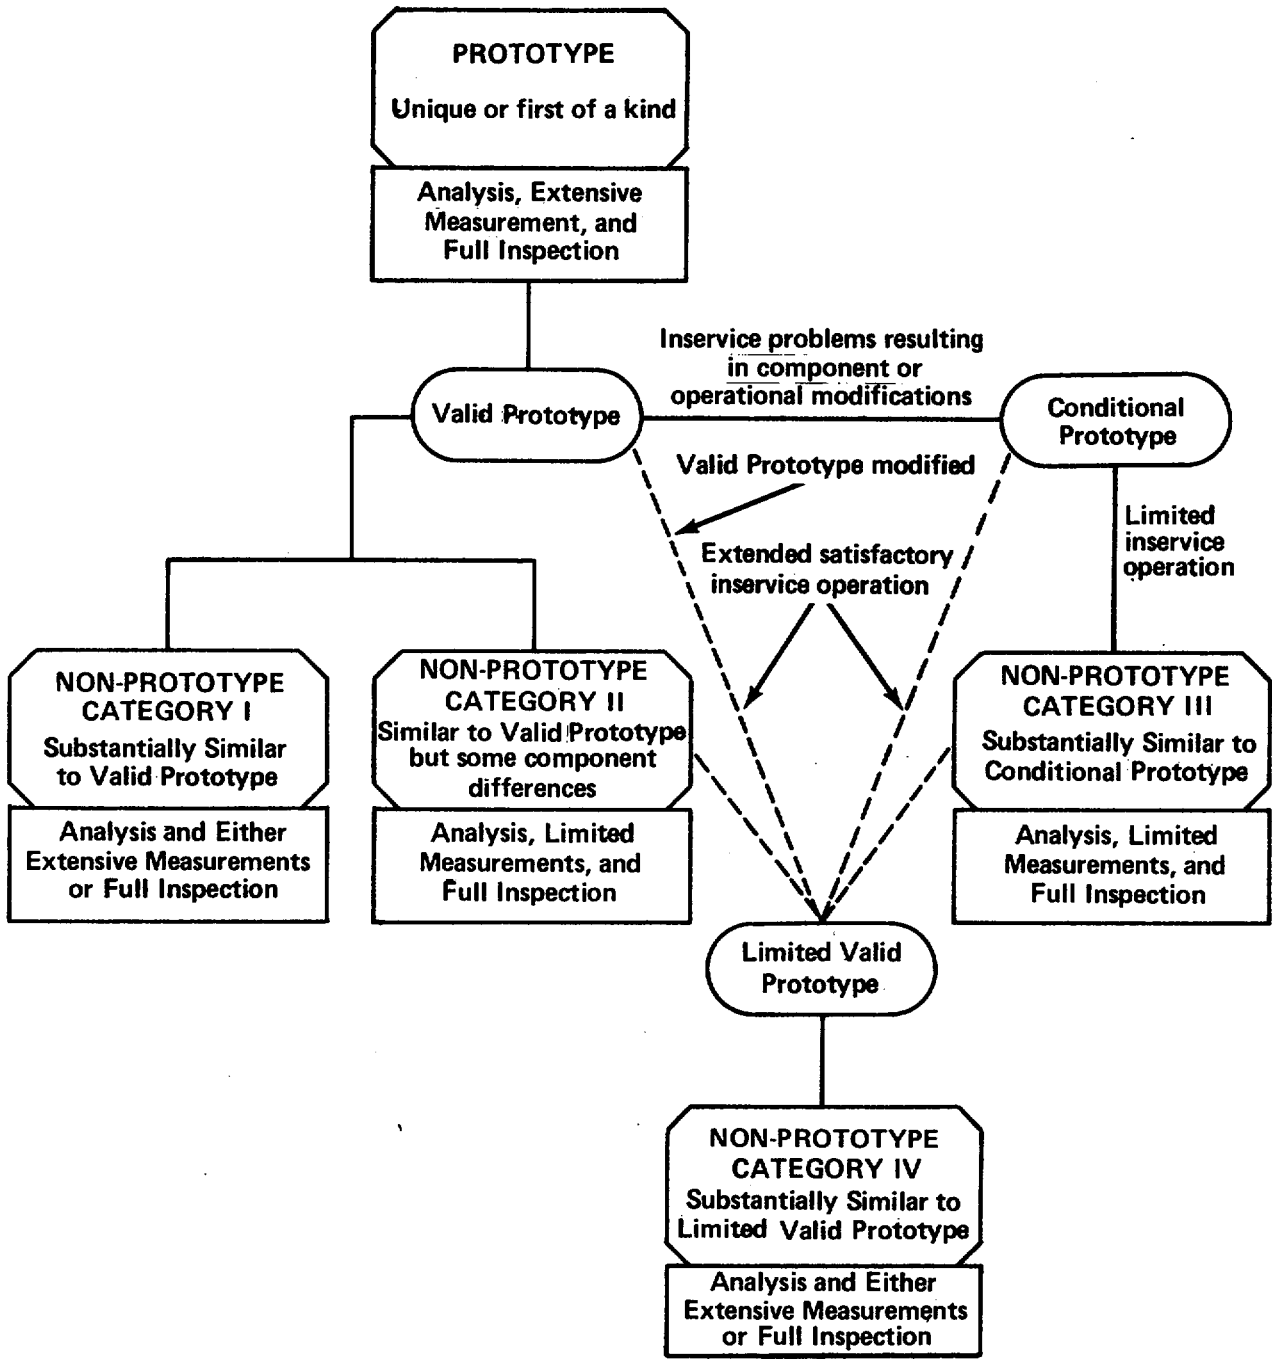 PROTOTYPE
Unique or first of a kind
Analysis, Extensive
Measurement, and
Full Inspection
Inservice problems resulting
in component or
operational modifications
Valid Prototype
Conditional
Prototype
Valid Prototype modified
Limited
inservice
operation
Extended satisfactory
inservice operation
NON-PROTOTYPE
CATEGORY I
Substantially Similar
to Valid Prototype
Analysis and Either
Extensive Measurements
or Full Inspection
NON-PROTOTYPE
CATEGORY II
Similar to Valid Prototype
but some component
differences
Analysis, Limited
Measurements, and
Full Inspection
NON-PROTOTYPE
CATEGORY III
Substantially Similar to
Conditional Prototype
Analysis, Limited
Measurements, and
Full Inspection
Limited Valid
Prototype
NON-PROTOTYPE
CATEGORY IV
Substantially Similar to
Limited Valid Prototype
Analysis and Either
Extensive Measurements
or Full Inspection